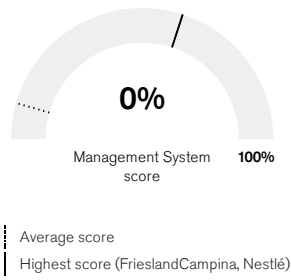 0%
Management System
score
100%
Average score
Highest score (FrieslandCampina, Nestlé)